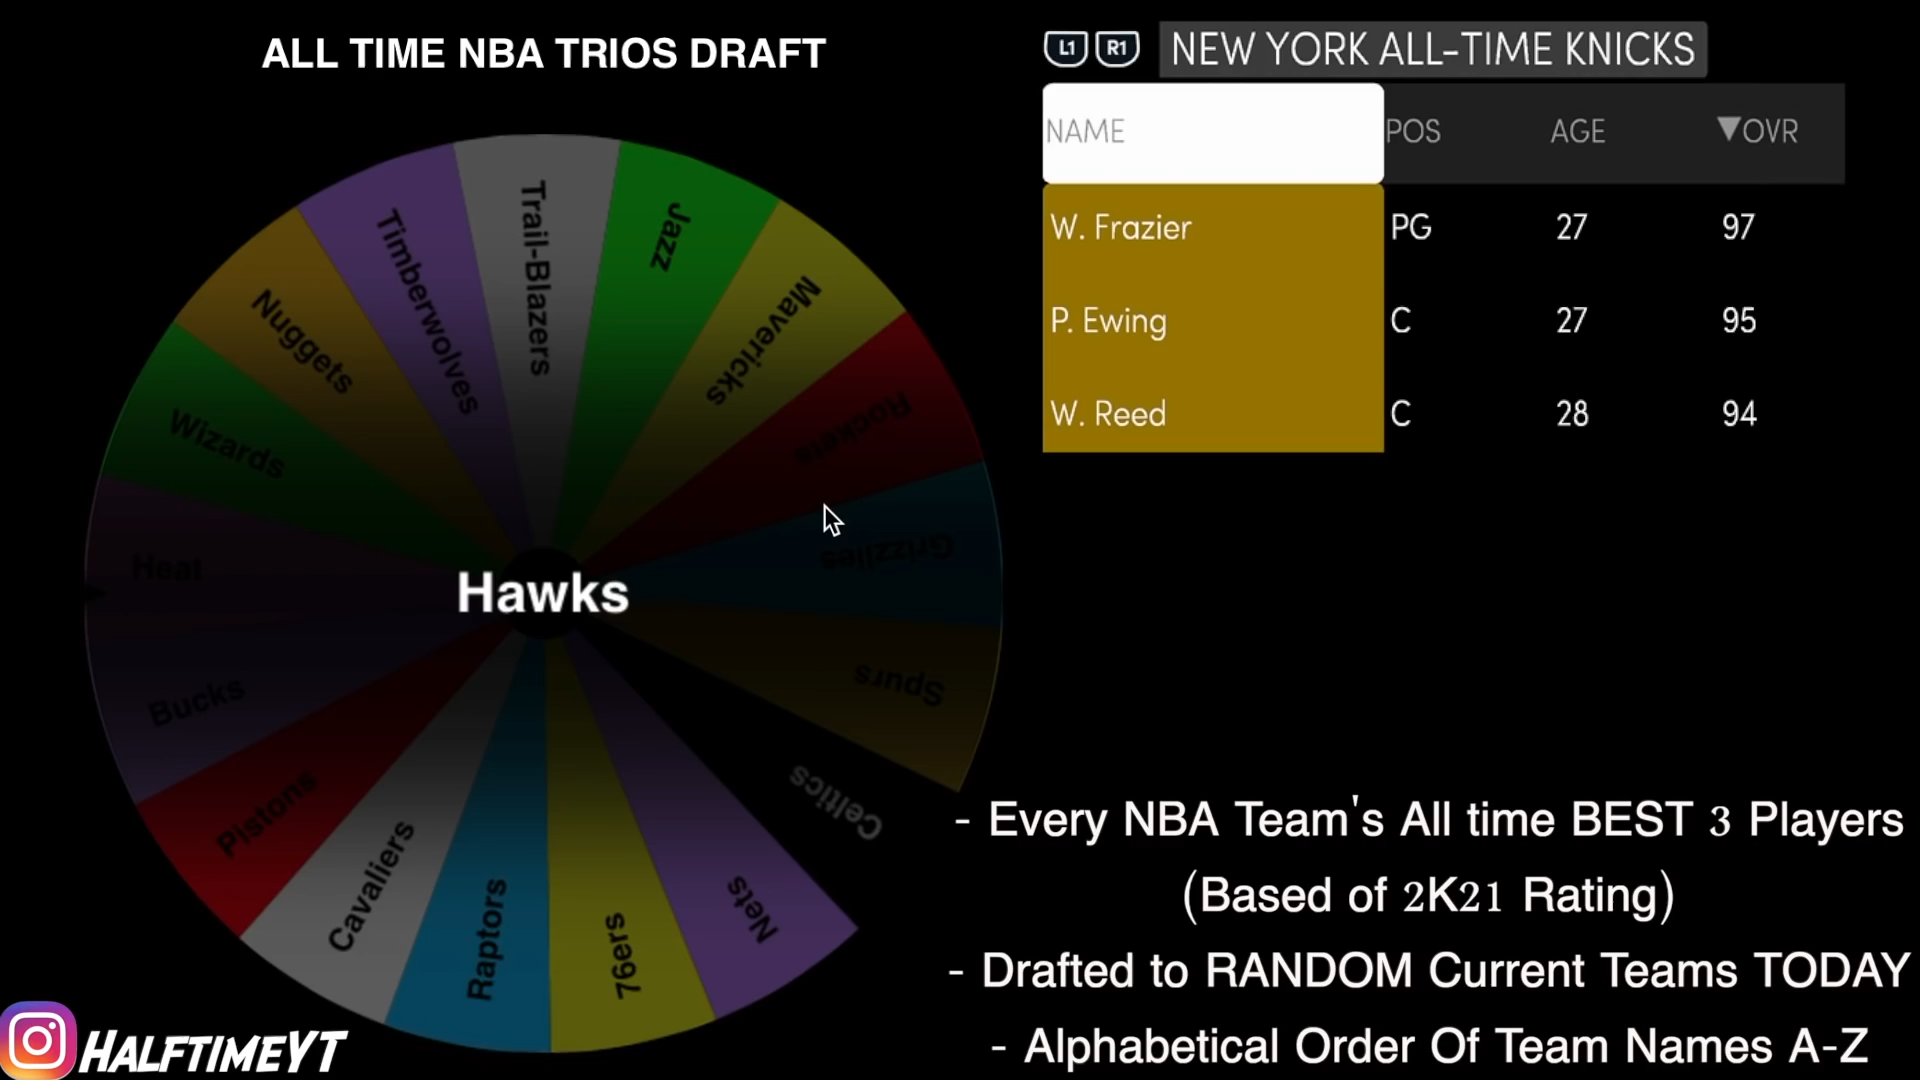 ALL TIME NBA TRIOS DRAFT
L1 R1 NEW YORK ALL-TIME KNICKS
NAME POS AGE ▼OVR
W. Frazier PG 27 97
P. Ewing C 27 95
W. Reed C 28 94
Trail-Blazers
Jazz
Timberwolves
Mavericks
Nuggets
Rockets
Wizards
Grizzlies
Heat
Hawks
Spurs
Bucks
Celtics
Pistons
Cavaliers
Raptors
76ers
Nets
- Every NBA Team's All time BEST 3 Players
(Based of 2K21 Rating)
- Drafted to RANDOM Current Teams TODAY
- Alphabetical Order Of Team Names A-Z
HALFTIMEYT